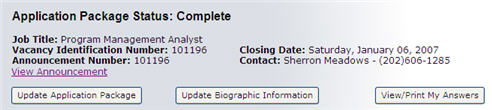 Application Package Status: Complete
Job Title: Program Management Analyst
Vacancy Identification Number: 101196 Closing Date: Saturday, January 06, 2007
Announcement Number: 101196 Contact: Sherron Meadows - (202)606-1285
View Announcement
Update Application Package Update Biographic Information View/Print My Answers